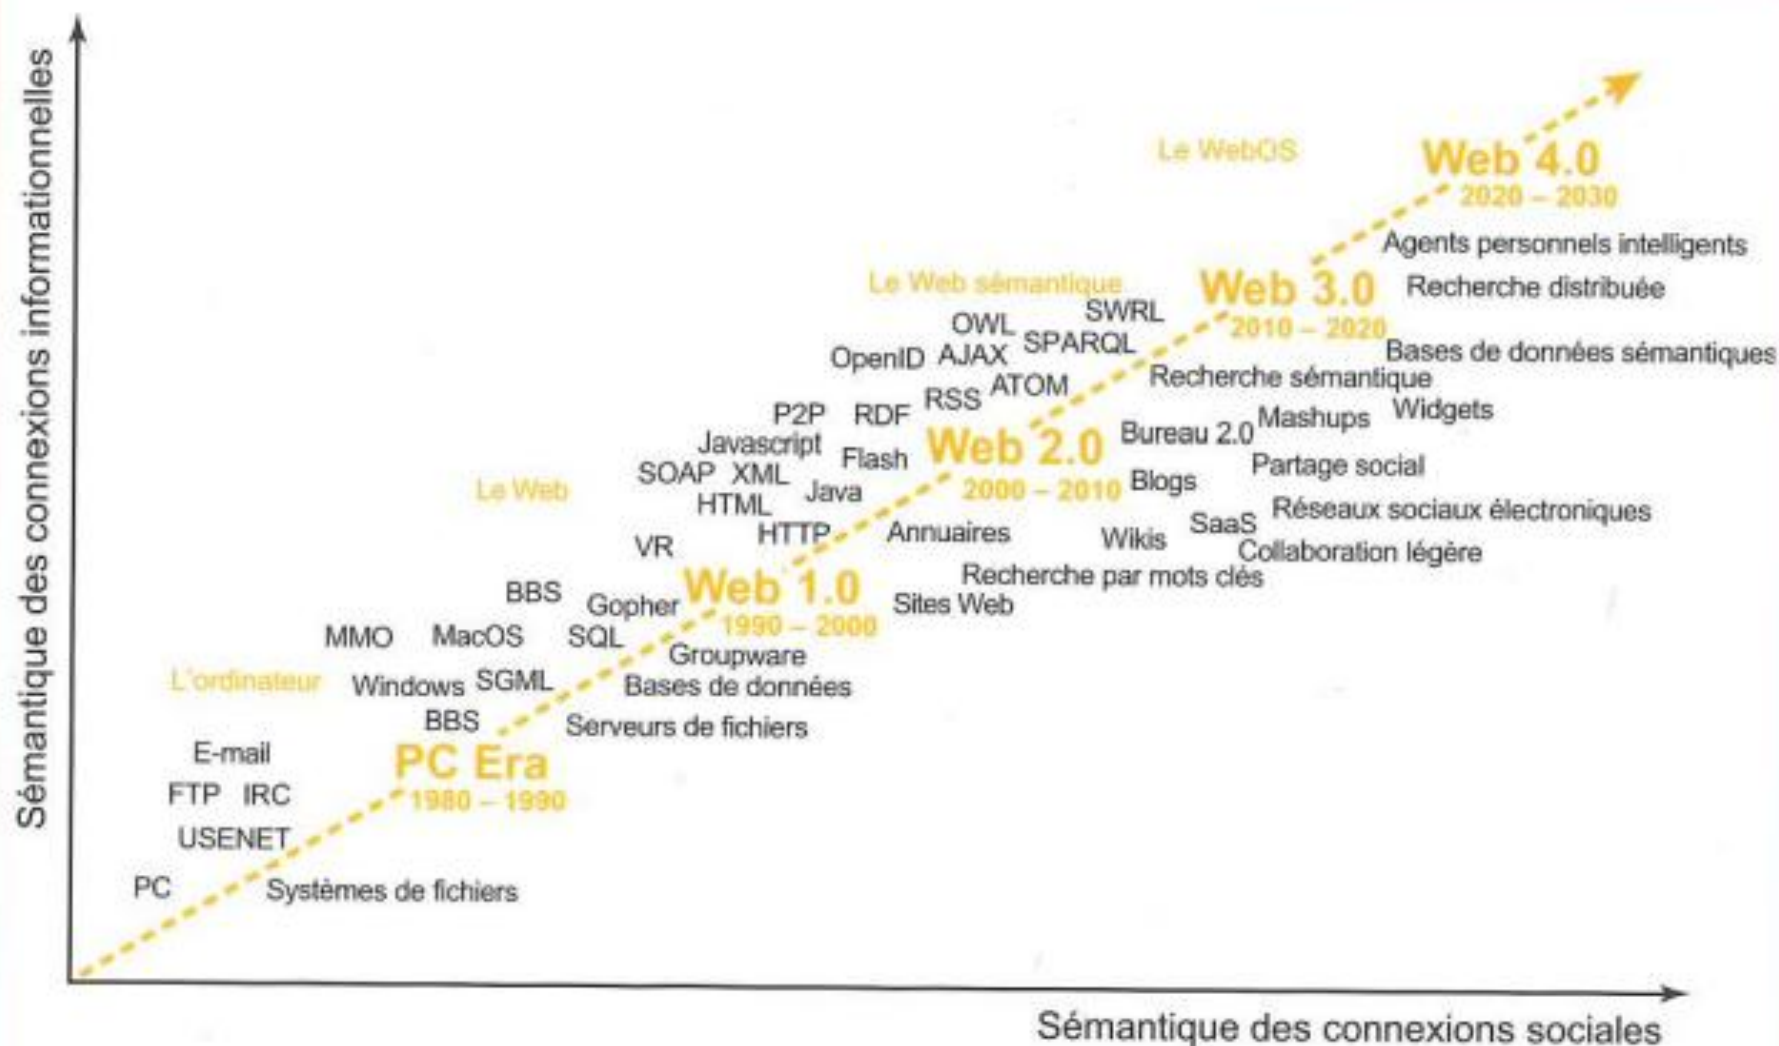 Sémantique des connexions informationnelles
Le WebOS
Web 4.0
2020 – 2030
Agents personnels intelligents
Le Web sémantique
Web 3.0
Recherche distribuée
2010 – 2020
SWRL
OWL
SPARQL
OpenID AJAX
Bases de données sémantiques
ATOM
Recherche sémantique
RSS
P2P RDF
Mashups
Widgets
Javascript
Flash
Web 2.0
Bureau 2.0
Partage social
SOAP XML
Le Web
Java
2000 – 2010
Blogs
HTML
Réseaux sociaux électroniques
HTTP
Annuaires
Wikis
SaaS
VR
Collaboration légère
Web 1.0
Recherche par mots clés
BBS
Gopher
Sites Web
1990 – 2000
MMO
MacOS
SQL
Groupware
L'ordinateur
Windows
SGML
Bases de données
BBS
Serveurs de fichiers
E-mail
PC Era
FTP IRC
1980 – 1990
USENET
PC
Systèmes de fichiers
Sémantique des connexions sociales